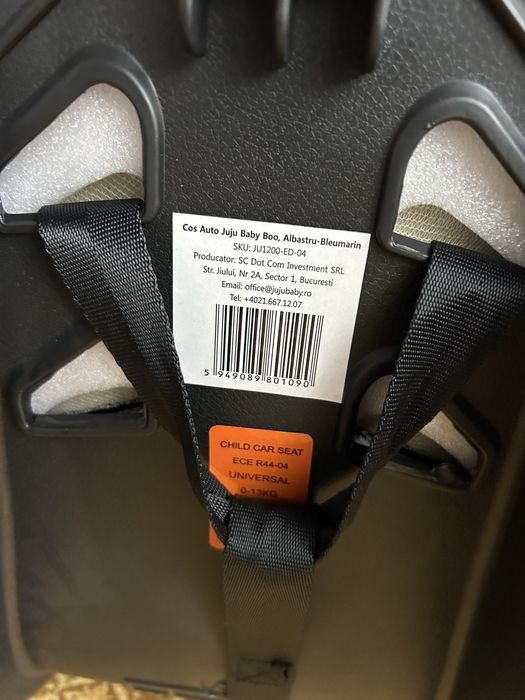 Cos Auto Juju Baby Boo, Albastru-Bleumarin
SKU: JU1200-ED-04
Producator: SC Dot Com Investment SRL
Str. Jiului, Nr 2A, Sector 1, Bucuresti
Email: office@jujubaby.ro
Tel: +4021.667.12.07
5 949089 801090
CHILD CAR SEAT
ECE R44-04
UNIVERSAL
0-13KG